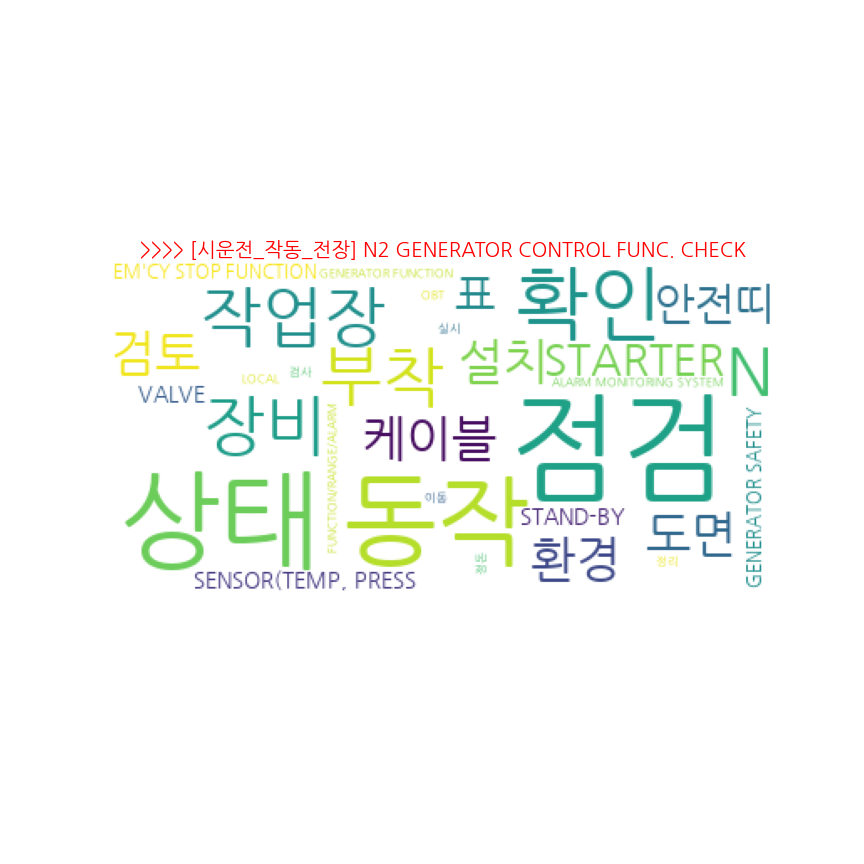 >>>> [시운전_작동_전장] N2 GENERATOR CONTROL FUNC. CHECK
EM'CY STOP FUNCTION
GENERATOR FUNCTION
OBT
표
확인
안전띠
작업장
실시
검토
부착
설치
STARTER
N
LOCAL
검사
ALARM MONITORING SYSTEM
VALVE
장비
케이블
점검
FUNCTION/RANGE/ALARM
GENERATOR SAFETY
상태
동작
이동
STAND-BY
도면
환경
정돈
정리
SENSOR(TEMP, PRESS